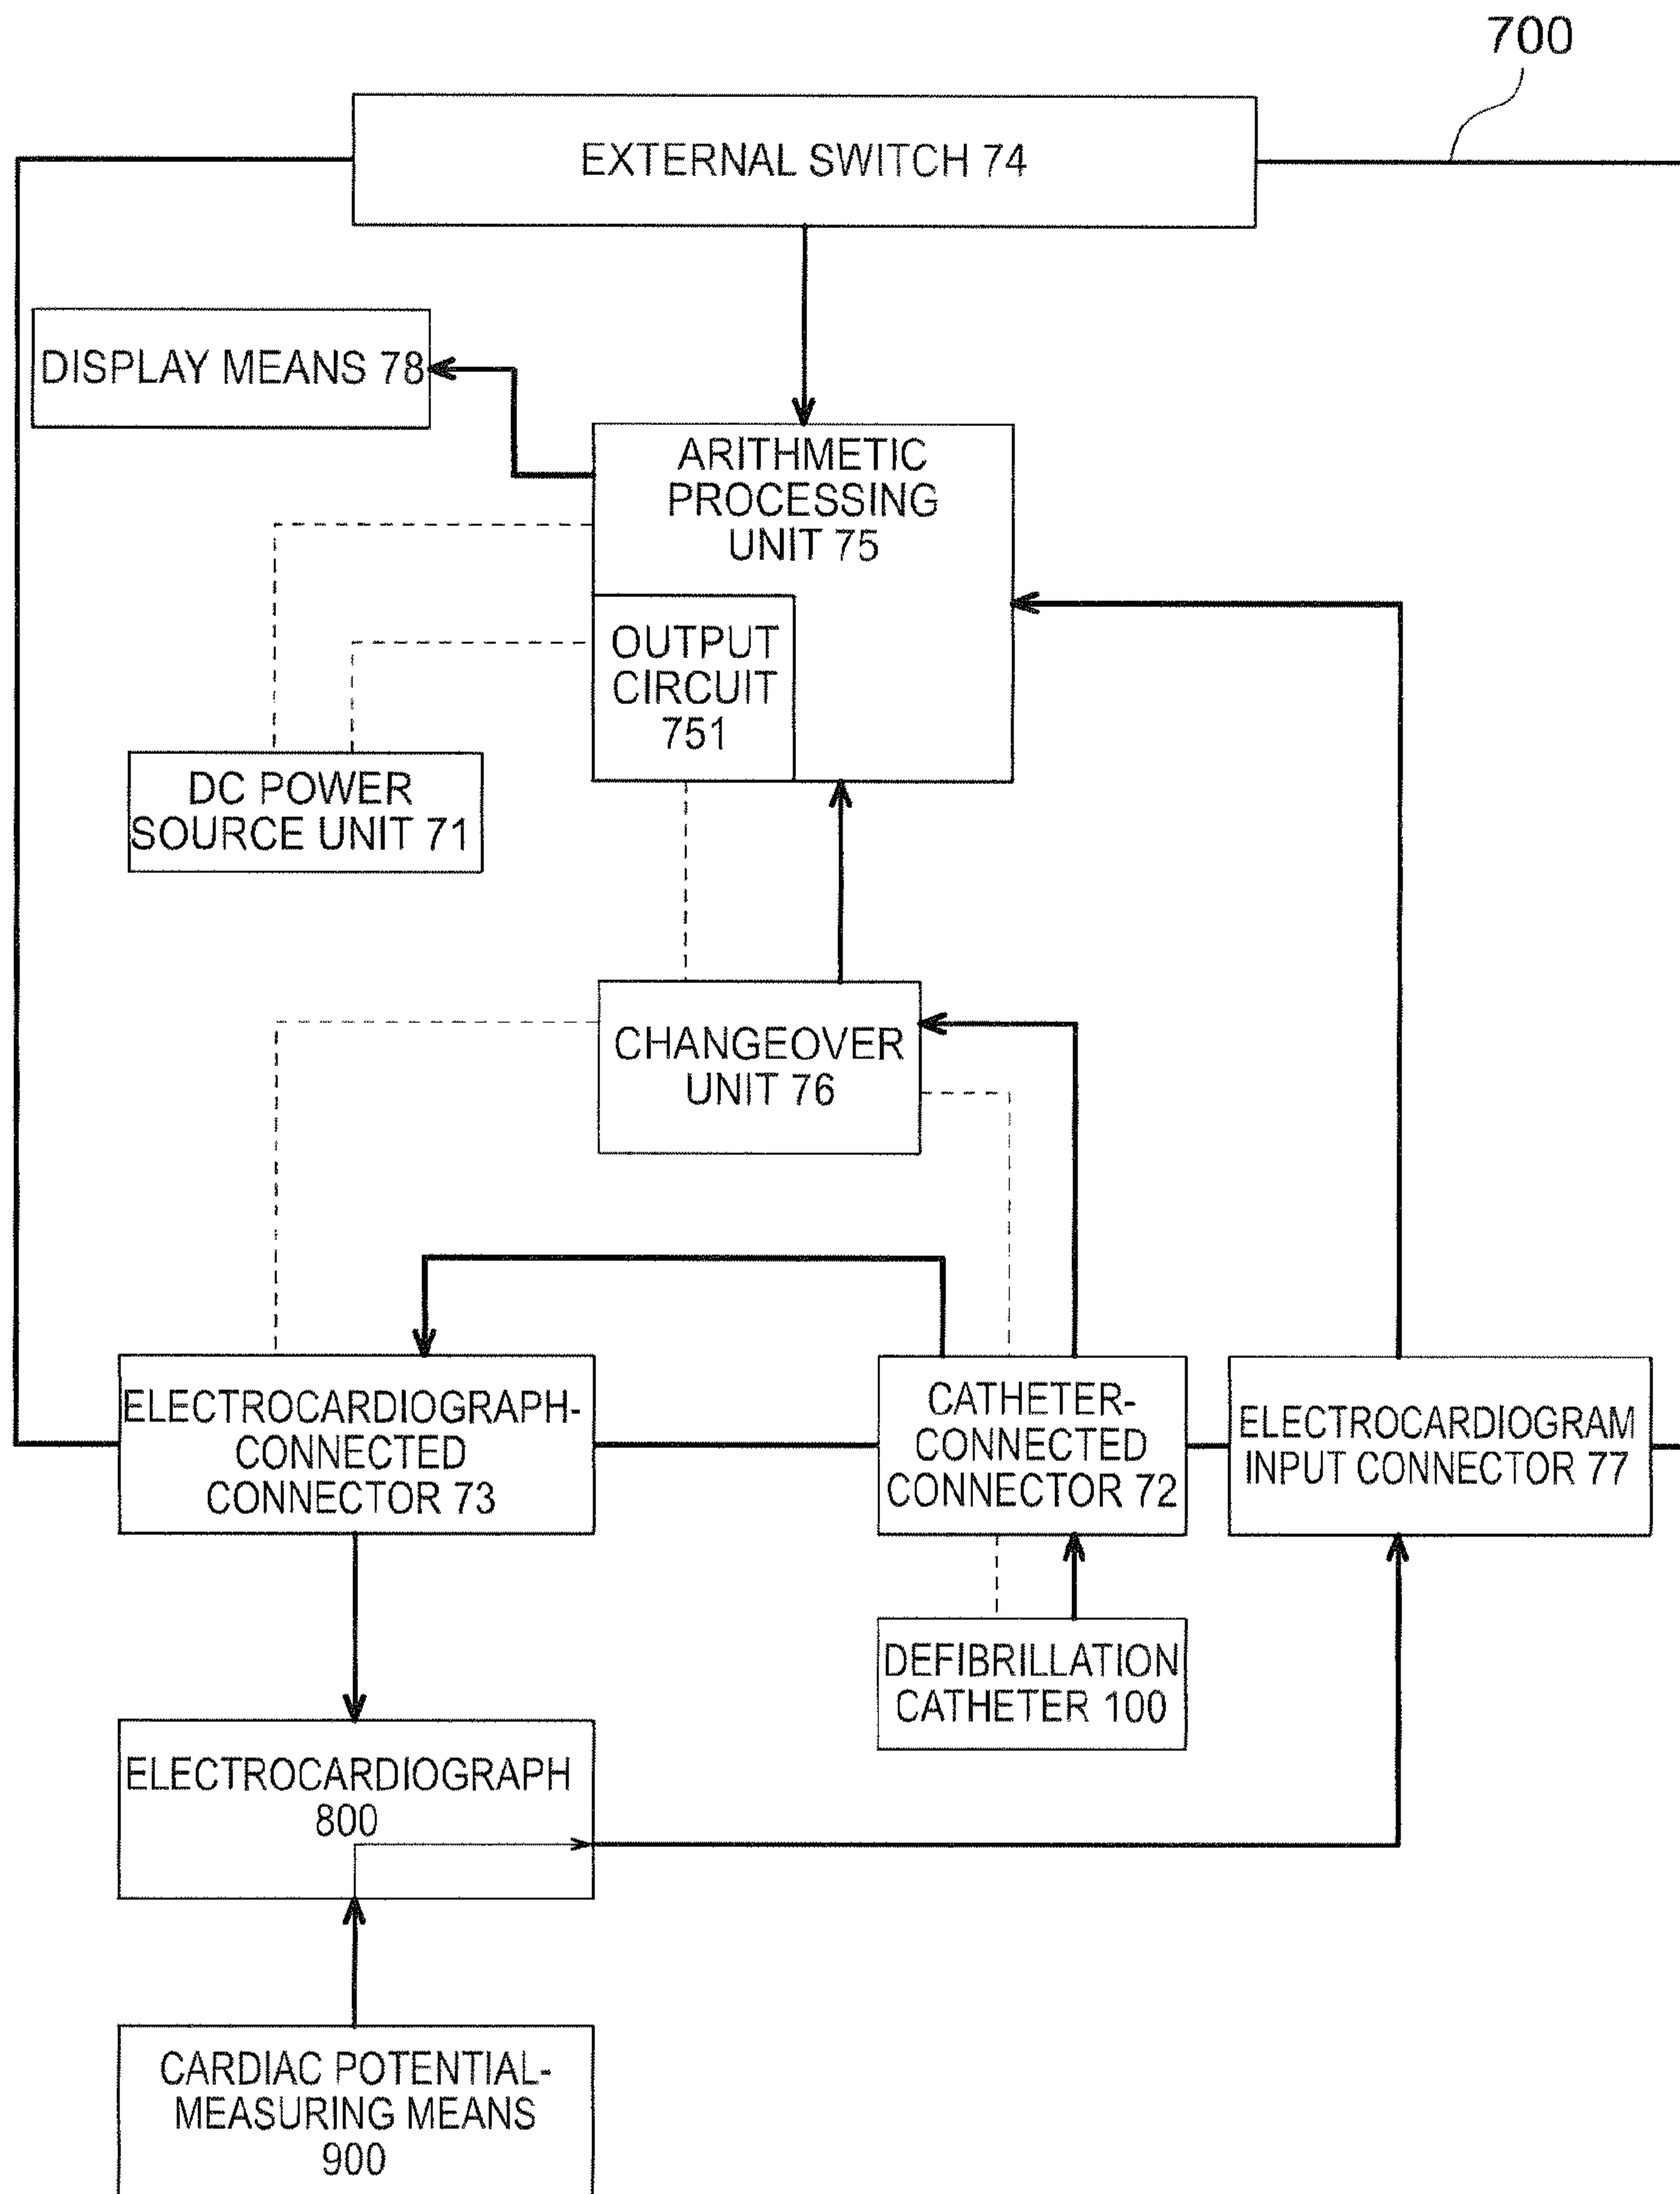 700
EXTERNAL SWITCH 74
DISPLAY MEANS 78
ARITHMETIC
PROCESSING
UNIT 75
OUTPUT
CIRCUIT
751
DC POWER
SOURCE UNIT 71
CHANGEOVER
UNIT 76
ELECTROCARDIOGRAPH-
CONNECTED
CONNECTOR 73
CATHETER-
CONNECTED
CONNECTOR 72
ELECTROCARDIOGRAM
INPUT CONNECTOR 77
DEFIBRILLATION
CATHETER 100
ELECTROCARDIOGRAPH
800
CARDIAC POTENTIAL-
MEASURING MEANS
900